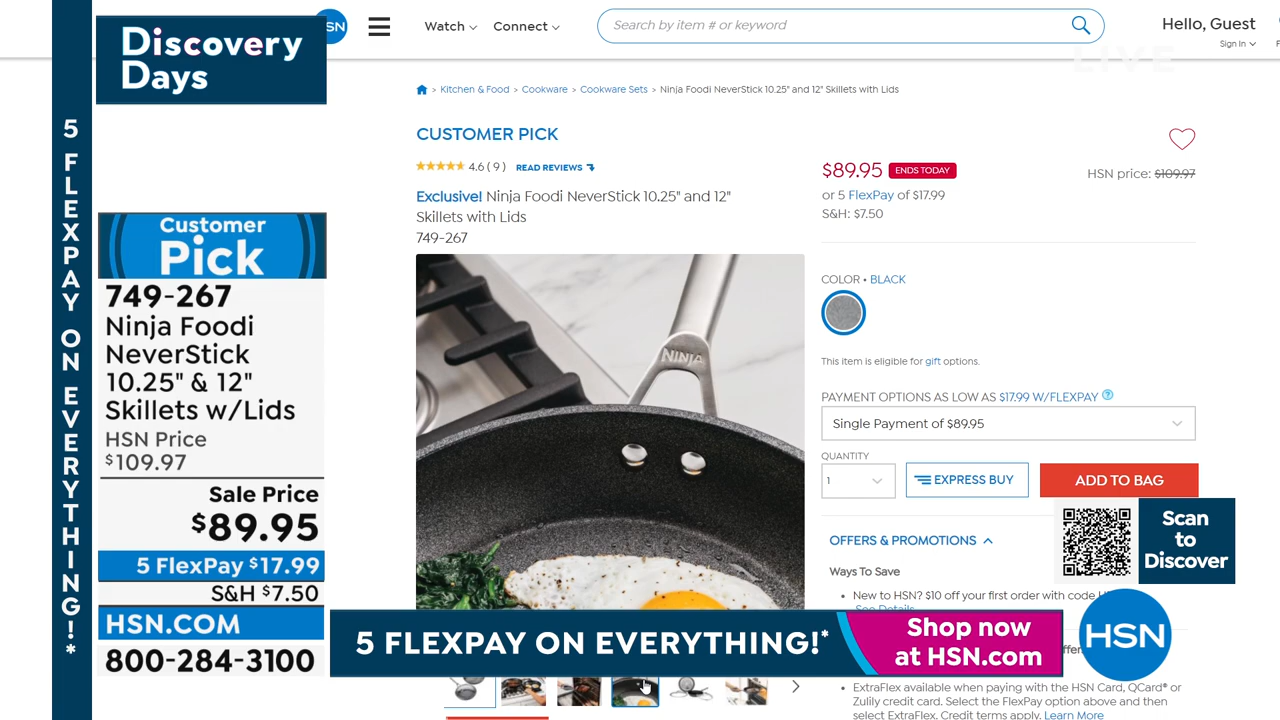 Discovery
Days
SN
Watch
Connect
Search by item # or keyword
Hello, Guest
Sign In
LIVE
> Kitchen & Food > Cookware > Cookware Sets > Ninja Foodi NeverStick 10.25" and 12" Skillets with Lids
CUSTOMER PICK
4.6 ( 9 ) READ REVIEWS
Exclusive! Ninja Foodi NeverStick 10.25" and 12"
Skillets with Lids
749-267
$89.95 ENDS TODAY
HSN price: $109.97
or 5 FlexPay of $17.99
S&H: $7.50
COLOR • BLACK
This item is eligible for gift options.
PAYMENT OPTIONS AS LOW AS $17.99 W/FLEXPAY
Single Payment of $89.95
QUANTITY
1
EXPRESS BUY
ADD TO BAG
OFFERS & PROMOTIONS
Ways To Save
• New to HSN? $10 off your first order with code H
See Details
• ExtraFlex available when paying with the HSN Card, QCard® or
Zulily credit card. Select the FlexPay option above and then
select ExtraFlex. Credit terms apply. Learn More
NINJA
5 FLEXPAY ON EVERYTHING!*
Customer
Pick
749-267
Ninja Foodi
NeverStick
10.25" & 12"
Skillets w/Lids
HSN Price
$109.97
Sale Price
$89.95
5 FlexPay $17.99
S&H $7.50
HSN.COM
800-284-3100
Scan
to
Discover
5 FLEXPAY ON EVERYTHING!*
Shop now
at HSN.com
HSN